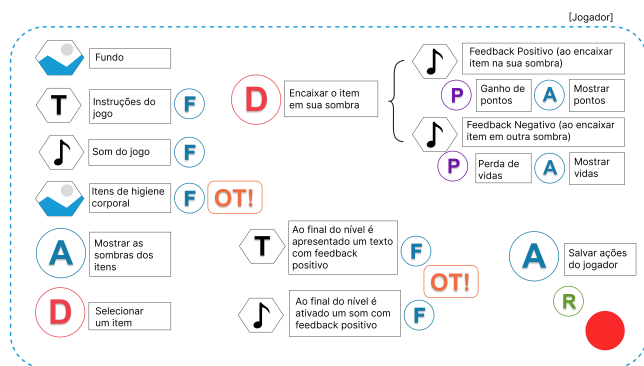 [Jogador]
Fundo
T
Instruções do
jogo
F
Som do jogo
F
Itens de higiene
corporal
F
OT!
A
Mostrar as
sombras dos
itens
D
Selecionar
um item
D
Encaixar o item
em sua sombra
Feedback Positivo (ao encaixar
item na sua sombra)
P
Ganho de
pontos
A
Mostrar
pontos
Feedback Negativo (ao encaixar
item em outra sombra)
P
Perda de
vidas
A
Mostrar
vidas
T
Ao final do nível é
apresentado um texto
com feedback
positivo
F
OT!
Ao final do nível é
ativado um som com
feedback positivo
F
A
Salvar ações
do jogador
R